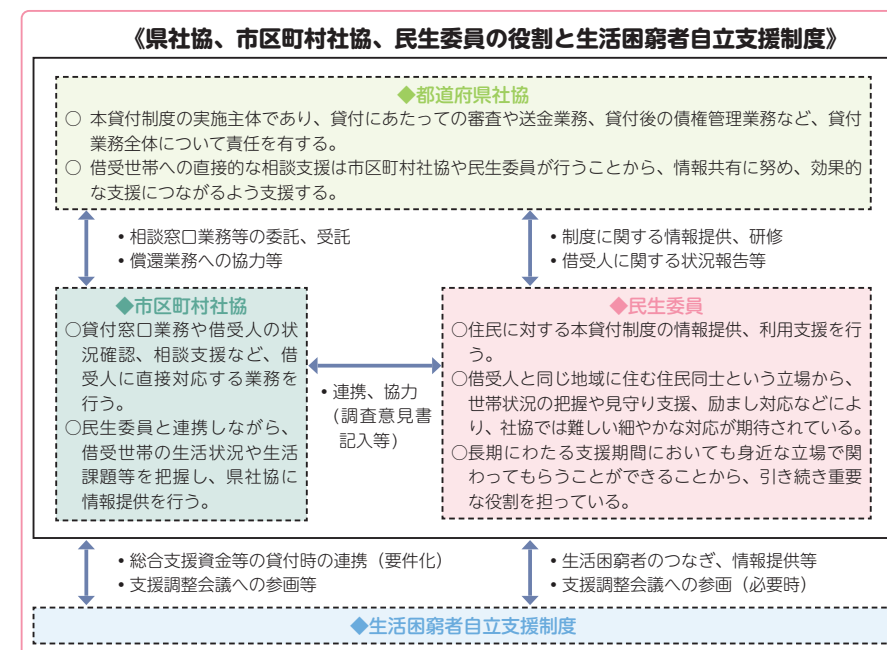 《県社協、市区町村社協、民生委員の役割と生活困窮者自立支援制度》
◆都道府県社協
○ 本貸付制度の実施主体であり、貸付にあたっての審査や送金業務、貸付後の債権管理業務など、貸付
業務全体について責任を有する。
○ 借受世帯への直接的な相談支援は市区町村社協や民生委員が行うことから、情報共有に努め、効果的
な支援につながるよう支援する。
•相談窓口業務等の委託、受託
•償還業務への協力等
•制度に関する情報提供、研修
•借受人に関する状況報告等
◆市区町村社協
○貸付窓口業務や借受人の状
況確認、相談支援など、借
受人に直接対応する業務を
行う。
○民生委員と連携しながら、
借受世帯の生活状況や生活
課題等を把握し、県社協に
情報提供を行う。
•連携、協力
(調査意見書
記入等)
◆民生委員
○住民に対する本貸付制度の情報提供、利用支援を行
う。
○借受人と同じ地域に住む住民同士という立場から、
世帯状況の把握や見守り支援、励まし対応などによ
り、社協では難しい細やかな対応が期待されている。
○長期にわたる支援期間においても身近な立場で関
わってもらうことができることから、引き続き重要
な役割を担っている。
•総合支援資金等の貸付時の連携（要件化）
•支援調整会議への参画等
•生活困窮者のつなぎ、情報提供等
•支援調整会議への参画（必要時）
◆生活困窮者自立支援制度